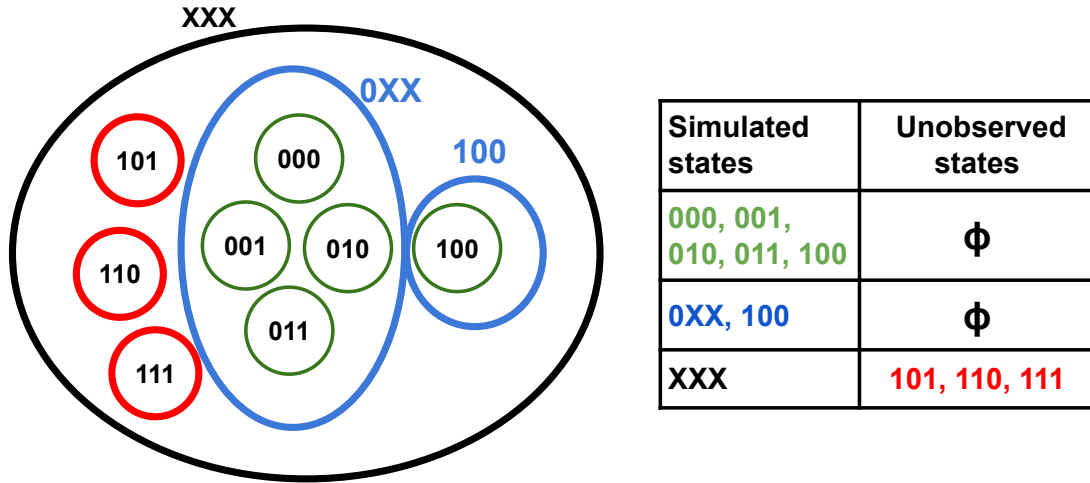 XXX
0XX
100
101
000
001
010
100
110
011
111
Simulated states
Unobserved states
000, 001,
010, 011, 100
ϕ
0XX, 100
ϕ
XXX
101, 110, 111